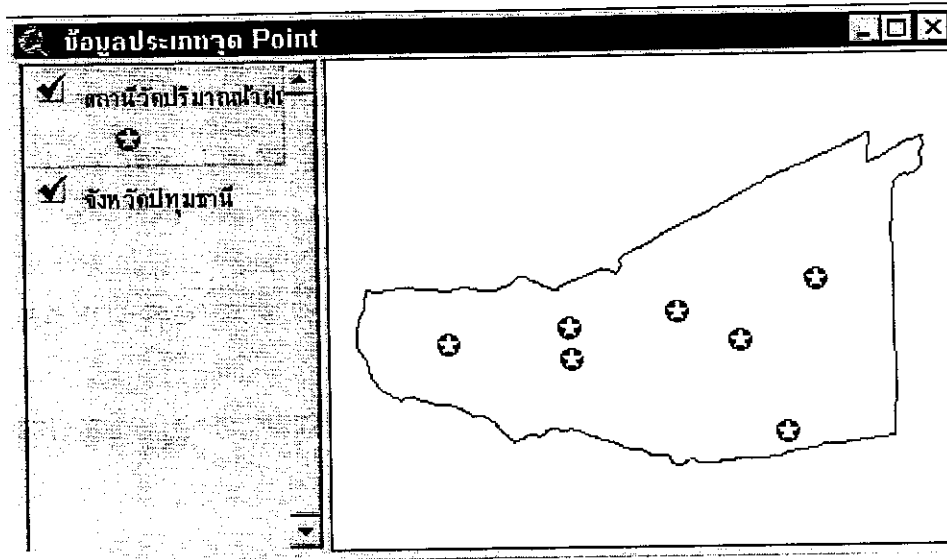 ข้อมูลประเภทจุด Point
สถานีวัดปริมาณน้ำฝน
จังหวัดปทุมธานี